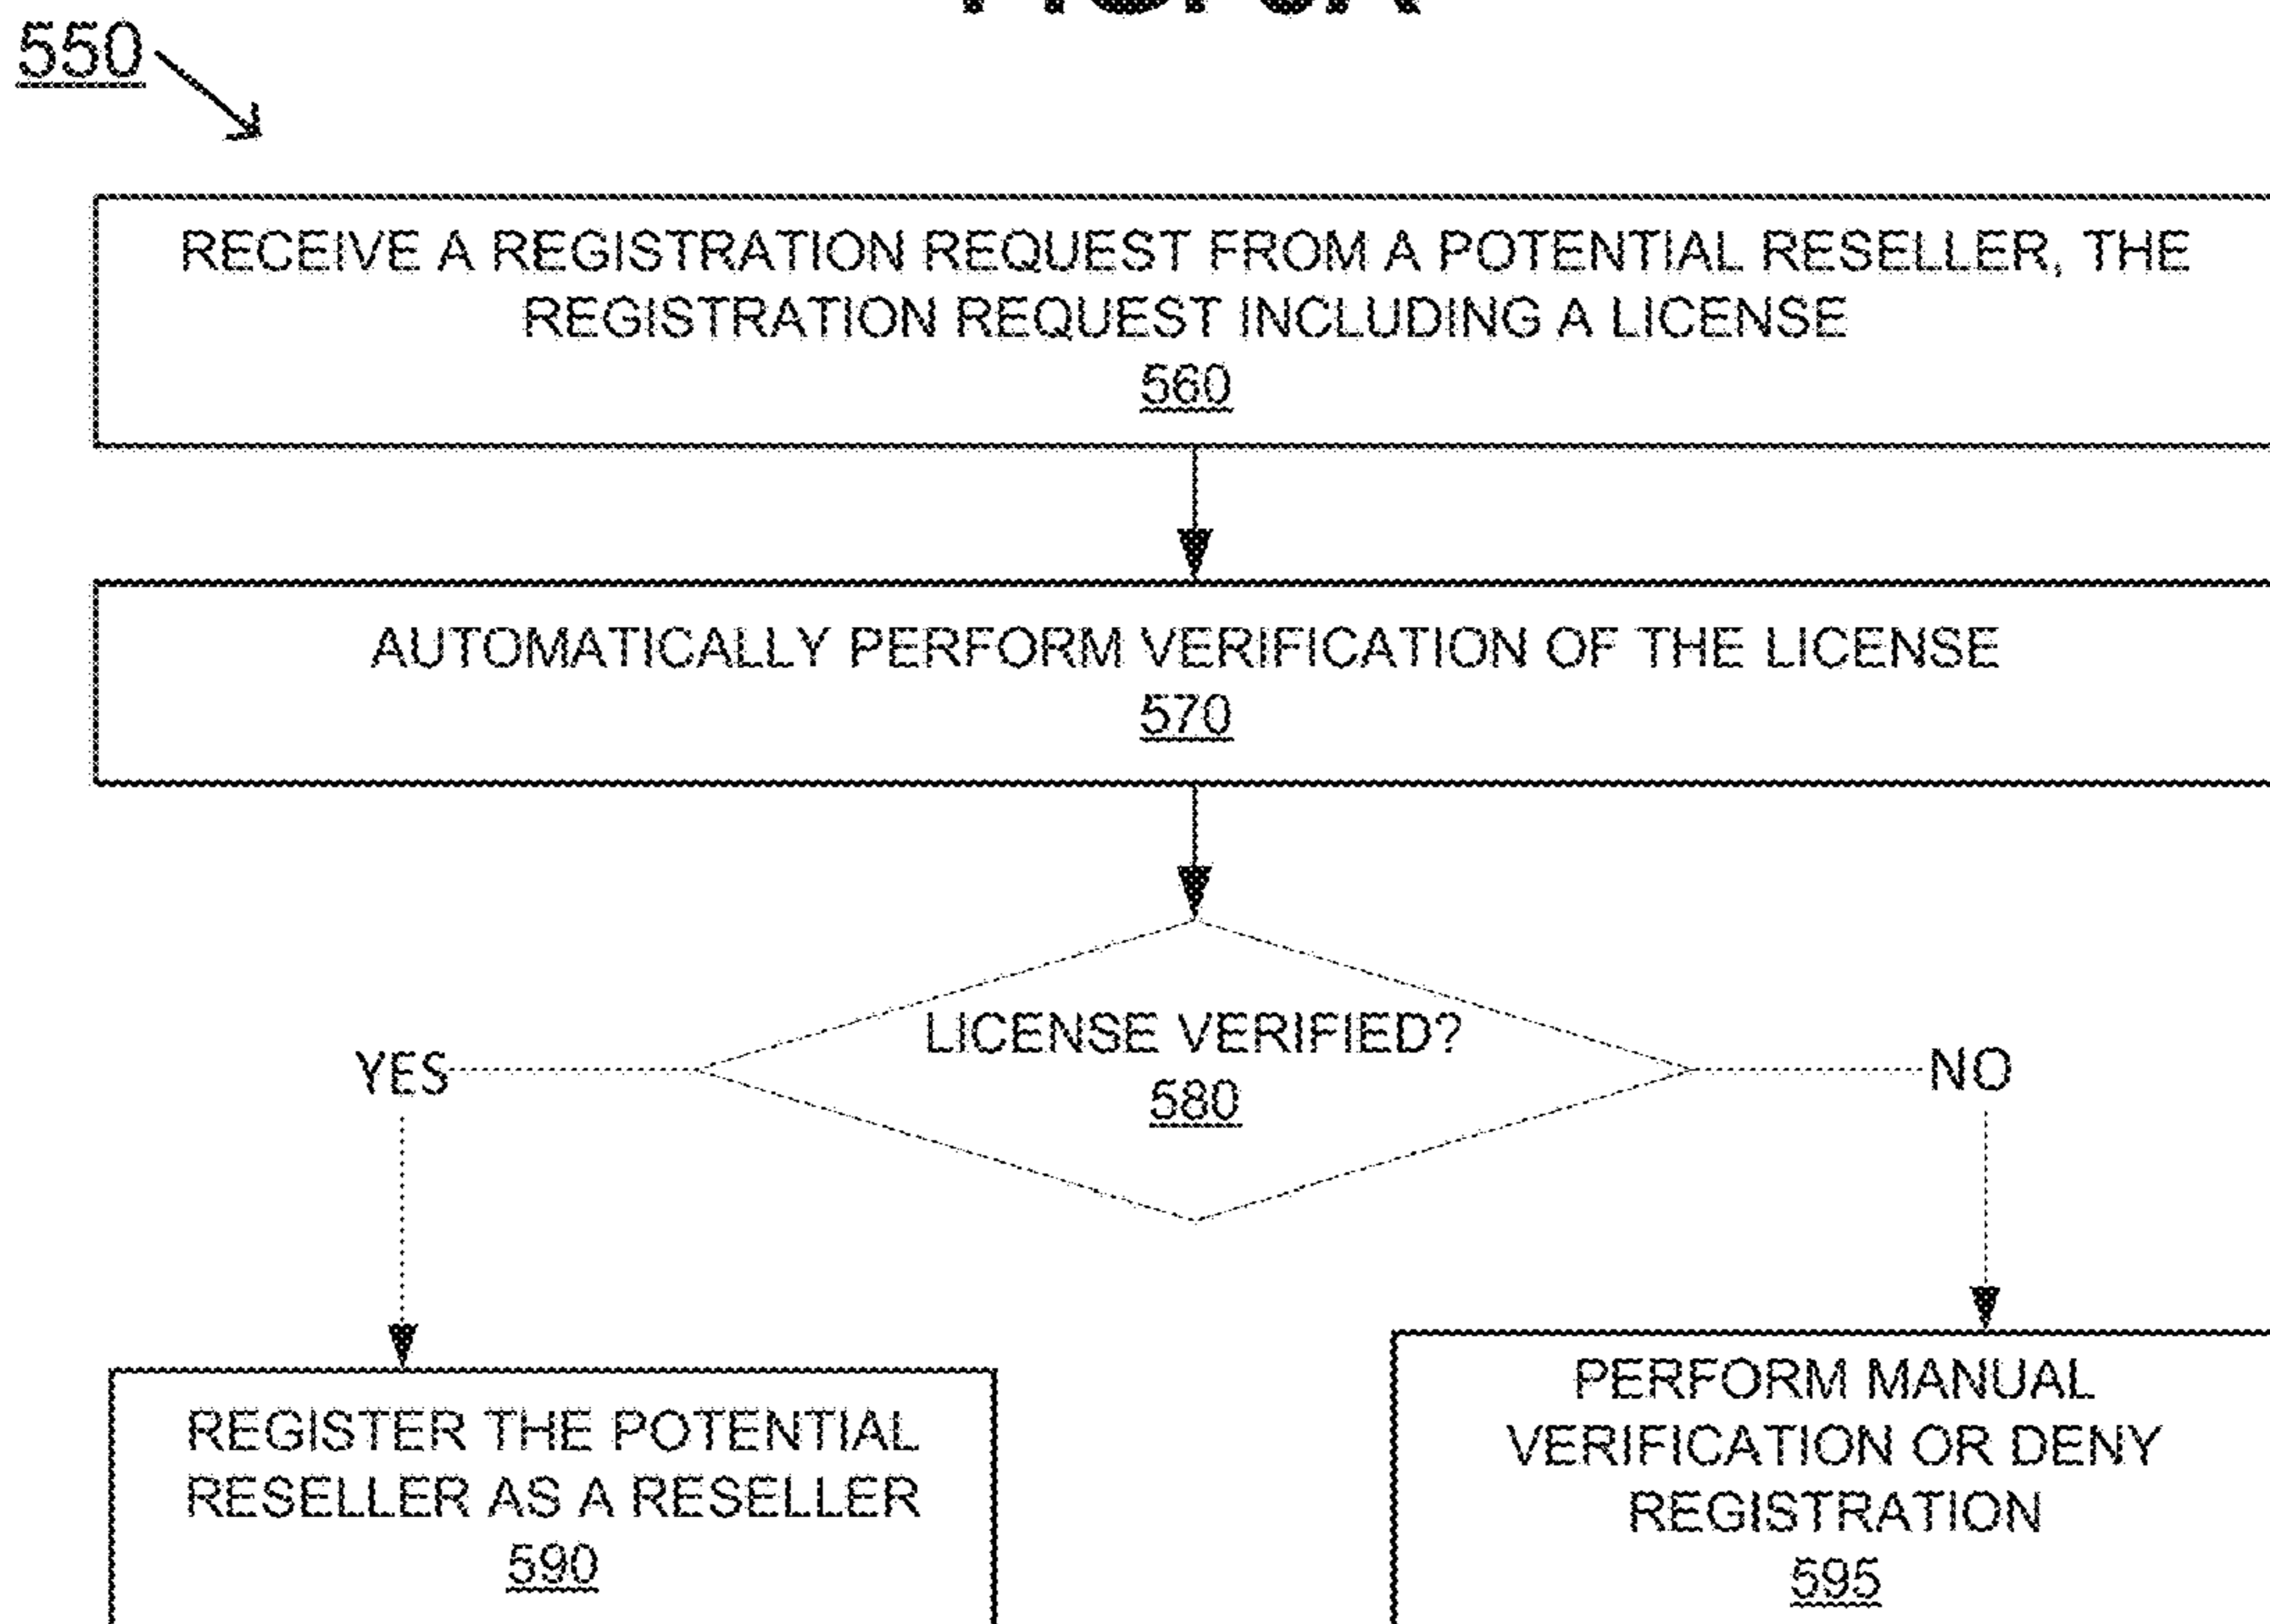 550
RECEIVE A REGISTRATION REQUEST FROM A POTENTIAL RESELLER, THE
REGISTRATION REQUEST INCLUDING A LICENSE
560
AUTOMATICALLY PERFORM VERIFICATION OF THE LICENSE
570
LICENSE VERIFIED?
580
YES
NO
REGISTER THE POTENTIAL
RESELLER AS A RESELLER
590
PERFORM MANUAL
VERIFICATION OR DENY
REGISTRATION
595